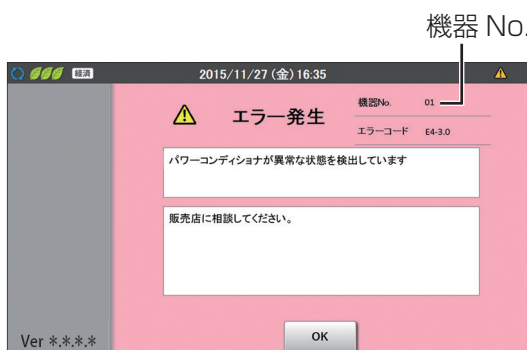 機器 No.
経済
2015/11/27 (金) 16:35
エラー発生
機器No. 01
エラーコード E4-3.0
パワーコンディショナが異常な状態を検出しています
販売店に相談してください。
OK
Ver *.*.*.*